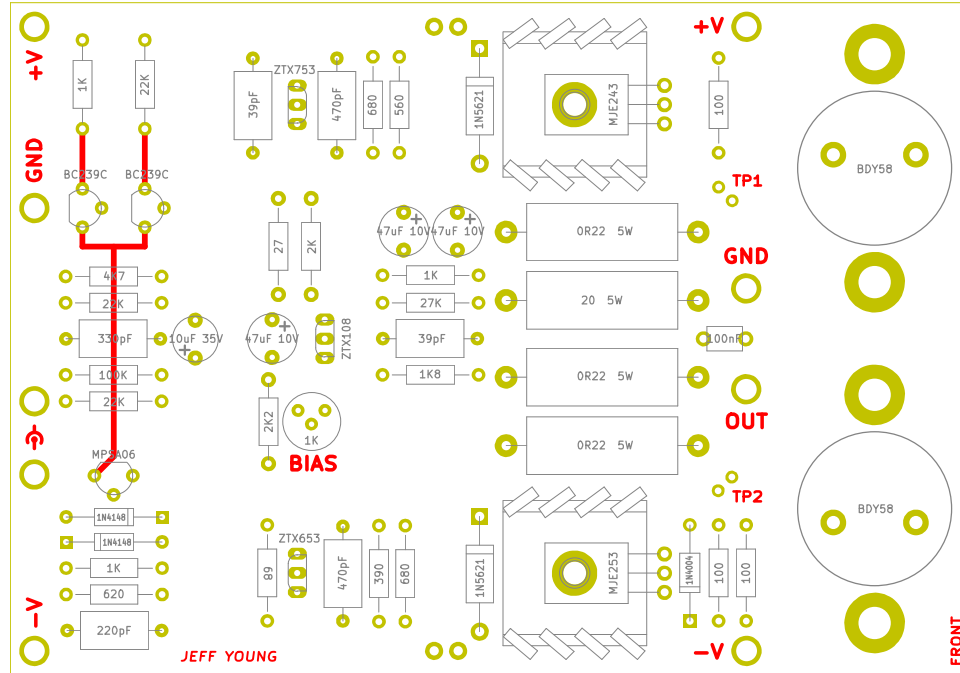 +V
1K
22K
GND
BC239C
BC239C
39pF
ZTX753
470pF
680
560
1N5621
MJE243
+V
100
TP1
BDY58
27
2K
47uF 10V
47uF 10V
0R22 5W
GND
4K7
22K
330pF
100K
22K
10uF 35V
47uF 10V
ZTX108
1K
27K
39pF
1K8
20 5W
100nF
0R22 5W
OUT
0R22 5W
2K2
1K
BIAS
MPSA06
TP2
BDY58
1N4148
1N4148
1K
620
220pF
-V
68
ZTX653
470pF
390
680
1N5621
MJE253
1N4004
100
100
-V
JEFF YOUNG
FRONT